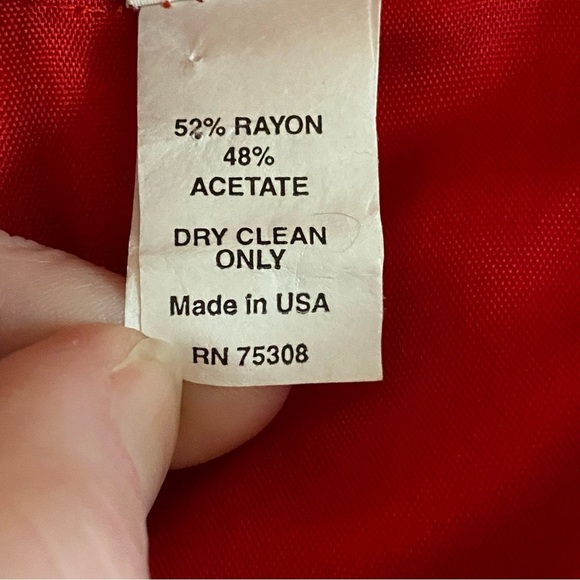 52% RAYON
48%
ACETATE
DRY CLEAN
ONLY
Made in USA
RN 75308